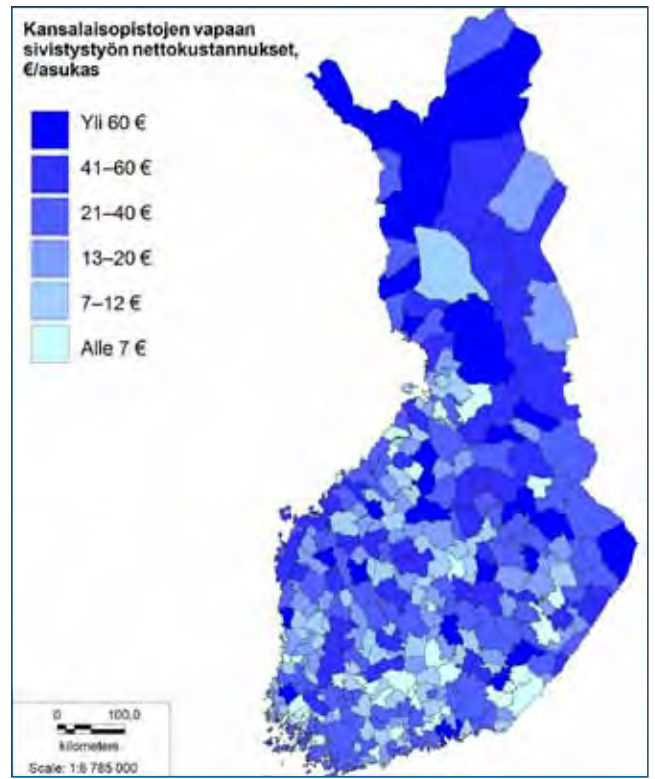 Kansalaisopistojen vapaan
sivistystyön nettokustannukset,
€/asukas
Yli 60 €
41–60 €
21–40 €
13–20 €
7–12 €
Alle 7 €
0 100,0
kilometers
Scale: 1:6 785 000